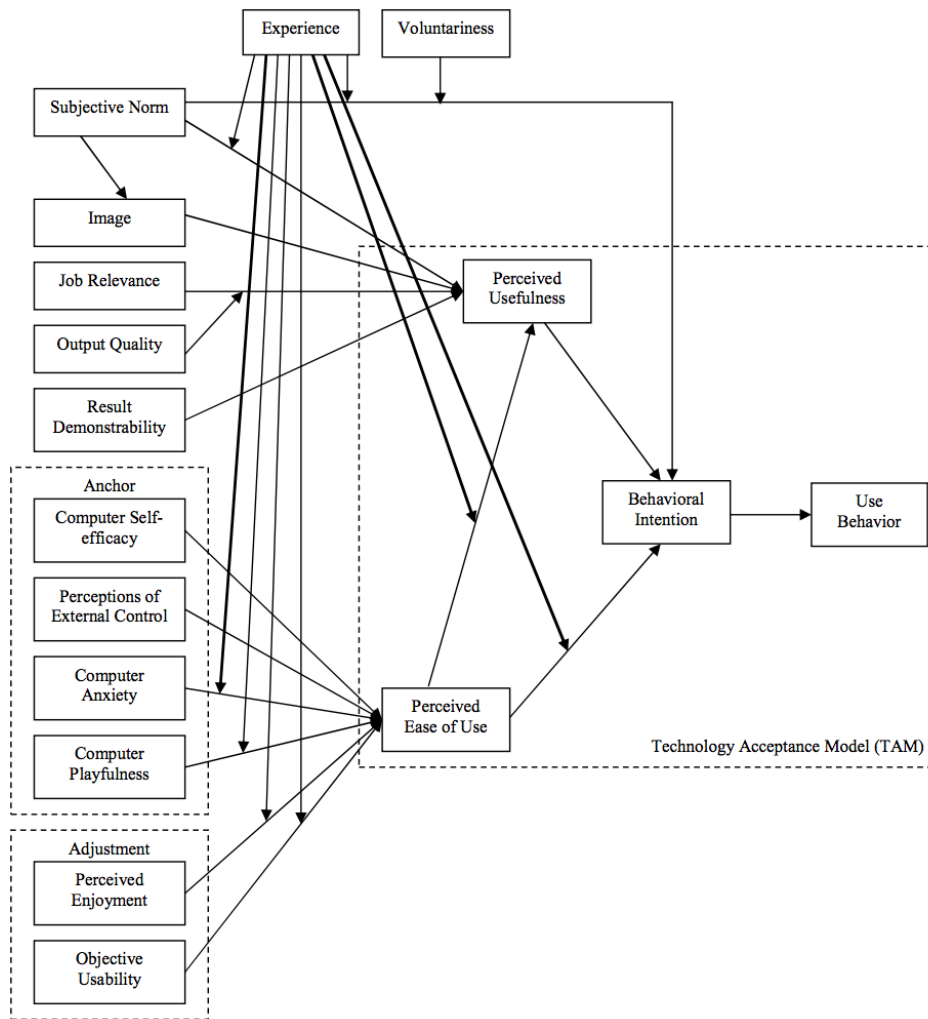 Experience
Voluntariness
Subjective Norm
Image
Job Relevance
Perceived
Usefulness
Output Quality
Result
Demonstrability
Anchor
Computer Self-
efficacy
Behavioral
Intention
Use
Behavior
Perceptions of
External Control
Computer
Anxiety
Perceived
Ease of Use
Computer
Playfulness
Technology Acceptance Model (TAM)
Adjustment
Perceived
Enjoyment
Objective
Usability